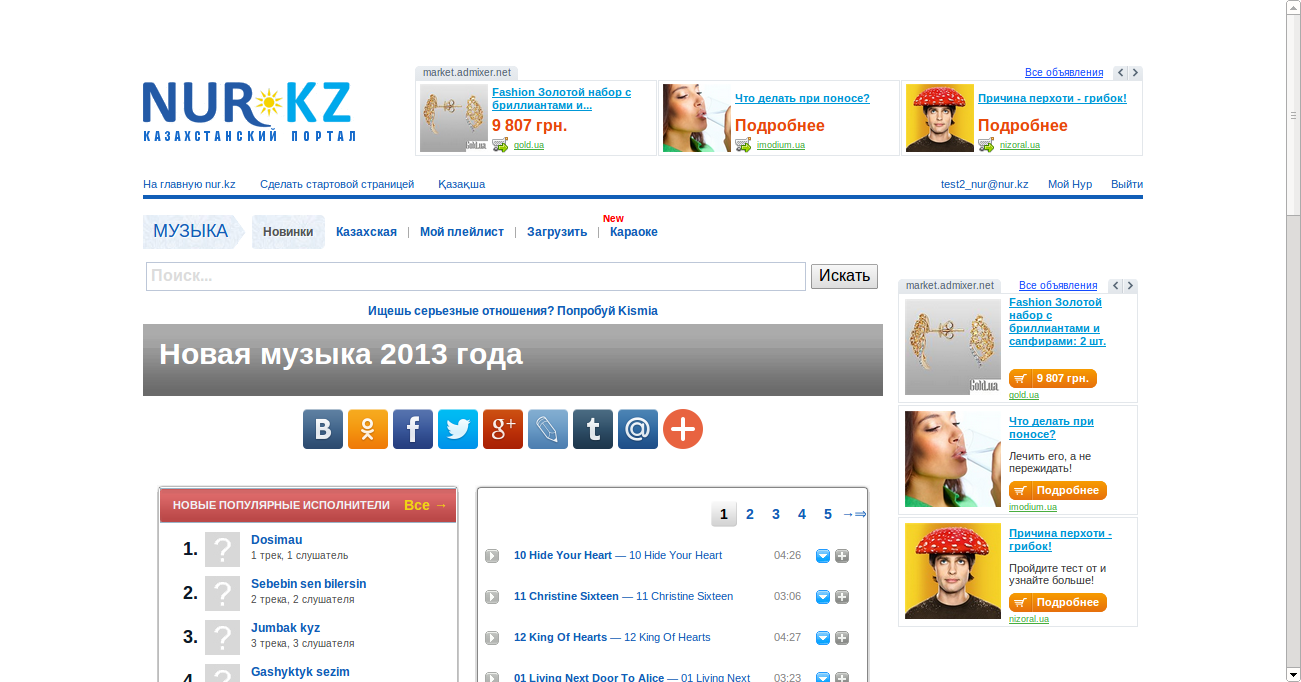 NUR KZ
КАЗАХСТАНСКИЙ ПОРТАЛ
market.admixer.net
Все объявления
Fashion Золотой набор с
бриллиантами и...
9 807 грн.
gold.ua
Что делать при поносе?
Подробнее
imodium.ua
Причина перхоти - грибок!
Подробнее
nizoral.ua
На главную nur.kz Сделать стартовой страницей Қазақша
test2_nur@nur.kz Мой Нур Выйти
МУЗЫКА Новинки Казахская | Мой плейлист | Загрузить | Караоке
New
Поиск... Искать
Ищешь серьезные отношения? Попробуй Kismia
Новая музыка 2013 года
НОВЫЕ ПОПУЛЯРНЫЕ ИСПОЛНИТЕЛИ Все →
1. Dosimau
1 трек, 1 слушатель
2. Sebebin sen bilersin
2 трека, 2 слушателя
3. Jumbak kyz
3 трека, 3 слушателя
4. Gashyktyk sezim
1 2 3 4 5 →⇒
10 Hide Your Heart — 10 Hide Your Heart 04:26
11 Christine Sixteen — 11 Christine Sixteen 03:06
12 King Of Hearts — 12 King Of Hearts 04:27
01 Living Next Door To Alice — 01 Living Next 03:23
market.admixer.net
Все объявления
Fashion Золотой
набор с
бриллиантами и
сапфирами: 2 шт.
Gold.ua
9 807 грн.
gold.ua
Что делать при
поносе?
Лечить его, а не
пережидать!
Подробнее
imodium.ua
Причина перхоти -
грибок!
Пройдите тест от и
узнайте больше!
Подробнее
nizoral.ua